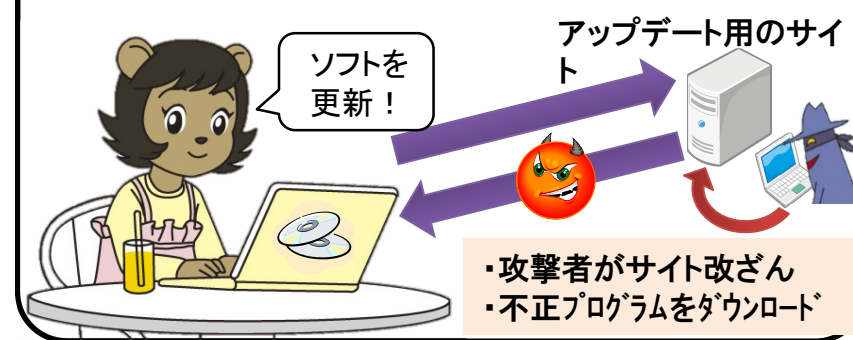 アップデート用のサイ
ト
ソフトを
更新！
・攻撃者がサイト改ざん
・不正ﾌﾟﾛｸﾞﾗﾑをﾀﾞｳﾝﾛｰﾄﾞ